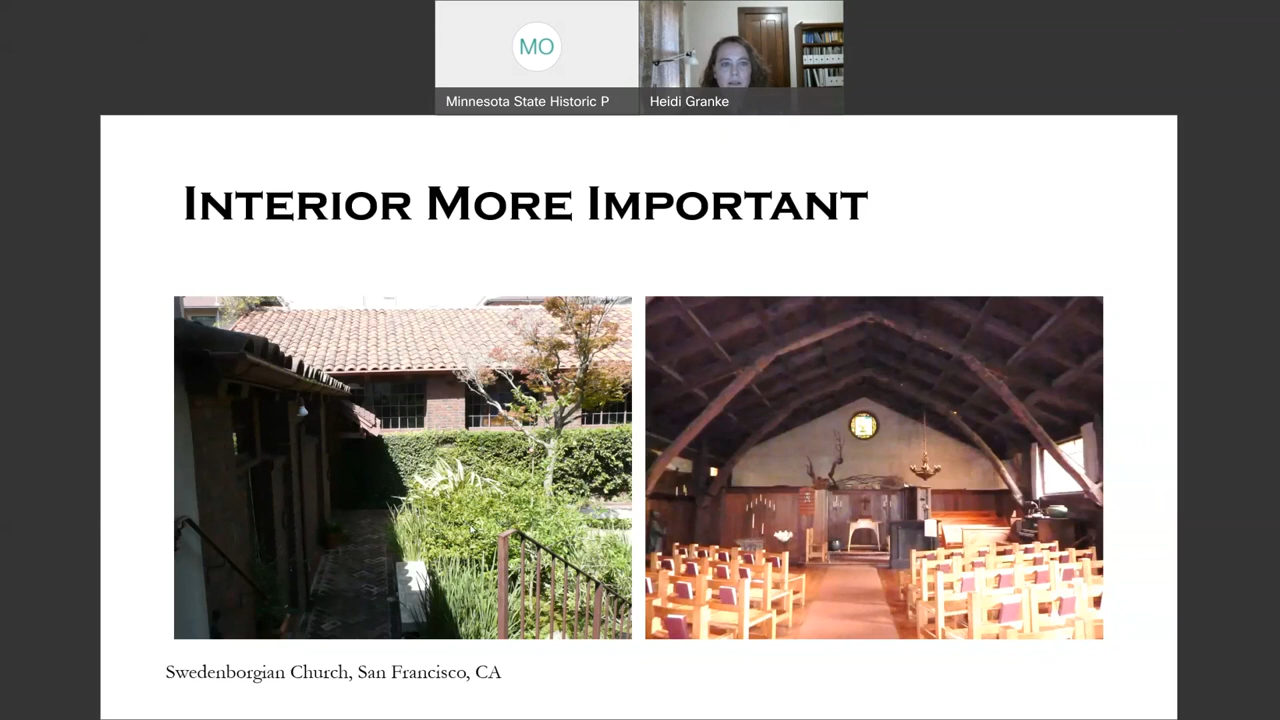 MO
Minnesota State Historic P
Heidi Granke
Interior More Important
Swedenborgian Church, San Francisco, CA